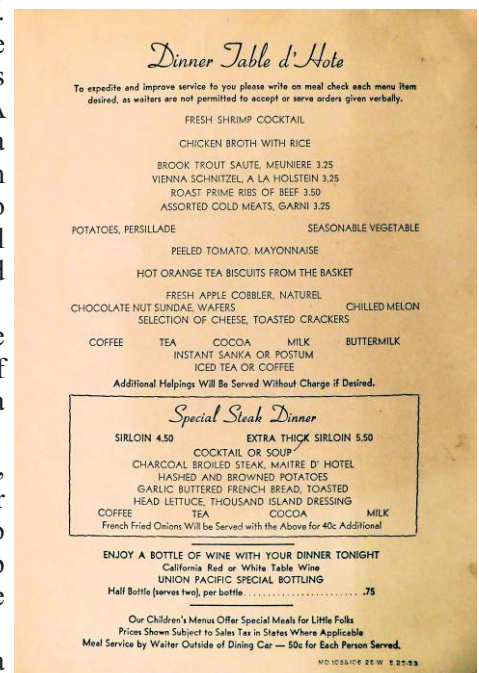 Dinner Table d' Hote
To expedite and improve service to you please write on meal check each menu item
desired, as waiters are not permitted to accept or serve orders given verbally.
FRESH SHRIMP COCKTAIL
CHICKEN BROTH WITH RICE
BROOK TROUT SAUTE, MEUNIERE 3.25
VIENNA SCHNITZEL, A LA HOLSTEIN 3.25
ROAST PRIME RIBS OF BEEF 3.50
ASSORTED COLD MEATS, GARNI 3.25
POTATOES, PERSILLADE SEASONABLE VEGETABLE
PEELED TOMATO, MAYONNAISE
HOT ORANGE TEA BISCUITS FROM THE BASKET
FRESH APPLE COBBLER, NATUREL
CHOCOLATE NUT SUNDAE, WAFERS CHILLED MELON
SELECTION OF CHEESE, TOASTED CRACKERS
COFFEE TEA COCOA MILK BUTTERMILK
INSTANT SANKA OR POSTUM
ICED TEA OR COFFEE
Additional Helpings Will Be Served Without Charge if Desired.
Special Steak Dinner
SIRLOIN 4.50 EXTRA THICK SIRLOIN 5.50
COCKTAIL OR SOUP
CHARCOAL BROILED STEAK, MAITRE D' HOTEL
HASHED AND BROWNED POTATOES
GARLIC BUTTERED FRENCH BREAD, TOASTED
HEAD LETTUCE, THOUSAND ISLAND DRESSING
COFFEE TEA COCOA MILK
French Fried Onions Will be Served with the Above for 40c Additional
ENJOY A BOTTLE OF WINE WITH YOUR DINNER TONIGHT
California Red or White Table Wine
UNION PACIFIC SPECIAL BOTTLING
Half Bottle (serves two), per bottle.......................75
Our Children's Menus Offer Special Meals for Little Folks
Prices Shown Subject to Sales Tax in States Where Applicable
Meal Service by Waiter Outside of Dining Car — 50c for Each Person Served.